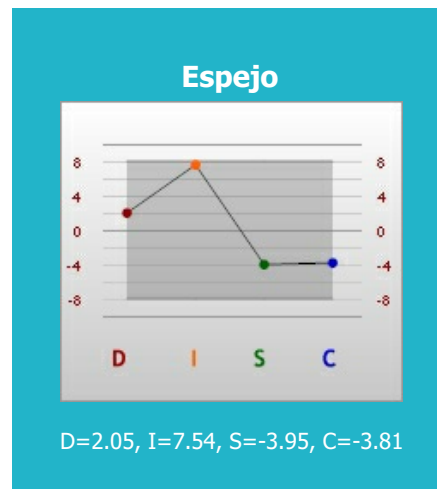 Espejo
8 8
4 4
0 0
-4 -4
-8 -8
D I S C
D=2.05, I=7.54, S=-3.95, C=-3.81